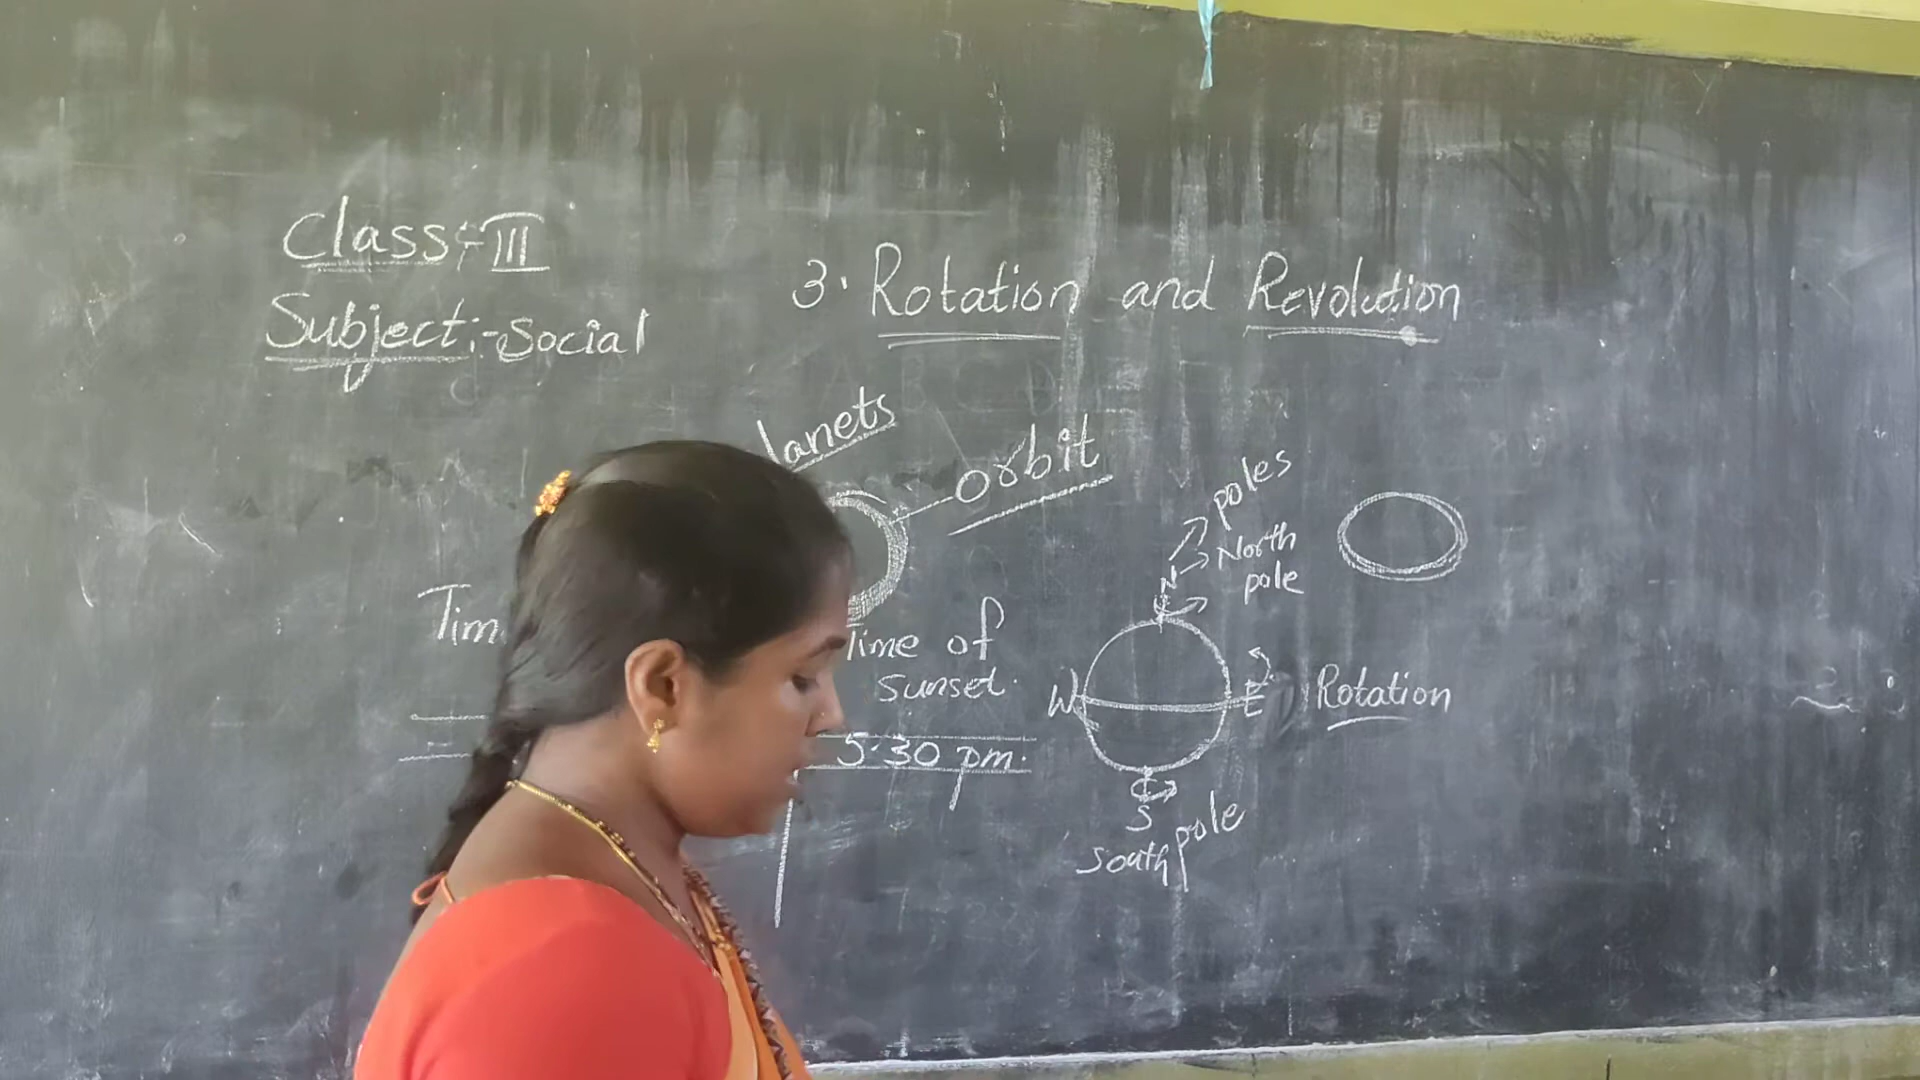 Class:-III
Subject:-Social
3. Rotation and Revolution
lanets
orbit
poles
North
pole
N
Tim
Time of
sunset.
5.30 pm.
W
E
Rotation
S
South pole